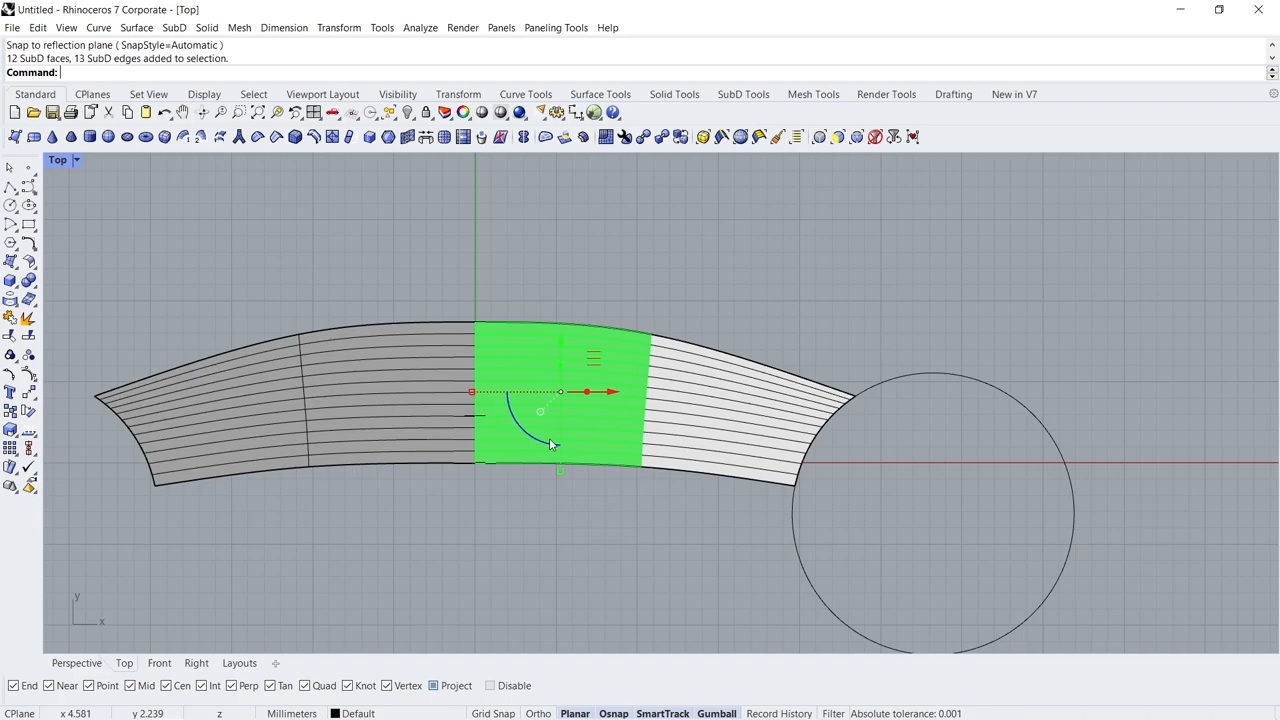 Untitled - Rhinoceros 7 Corporate - [Top]
File Edit View Curve Surface SubD Solid Mesh Dimension Transform Tools Analyze Render Panels Paneling Tools Help
Snap to reflection plane ( SnapStyle=Automatic )
12 SubD faces, 13 SubD edges added to selection.
Command:
Standard CPlanes Set View Display Select Viewport Layout Visibility Transform Curve Tools Surface Tools Solid Tools SubD Tools Mesh Tools Render Tools Drafting New in V7
Top
y
x
Perspective Top Front Right Layouts
End Near Point Mid Cen Int Perp Tan Quad Knot Vertex Project Disable
CPlane x 4.581 y 2.239 z Millimeters Default Grid Snap Ortho Planar Osnap SmartTrack Gumball Record History Filter Absolute tolerance: 0.001